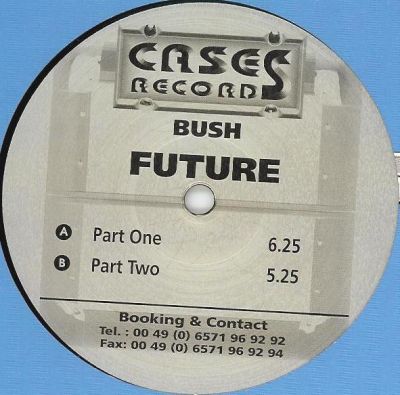 CASES
RECORDS
BUSH
FUTURE
A Part One 6.25
B Part Two 5.25
Booking & Contact
Tel. : 00 49 (0) 6571 96 92 92
Fax: 00 49 (0) 6571 96 92 94